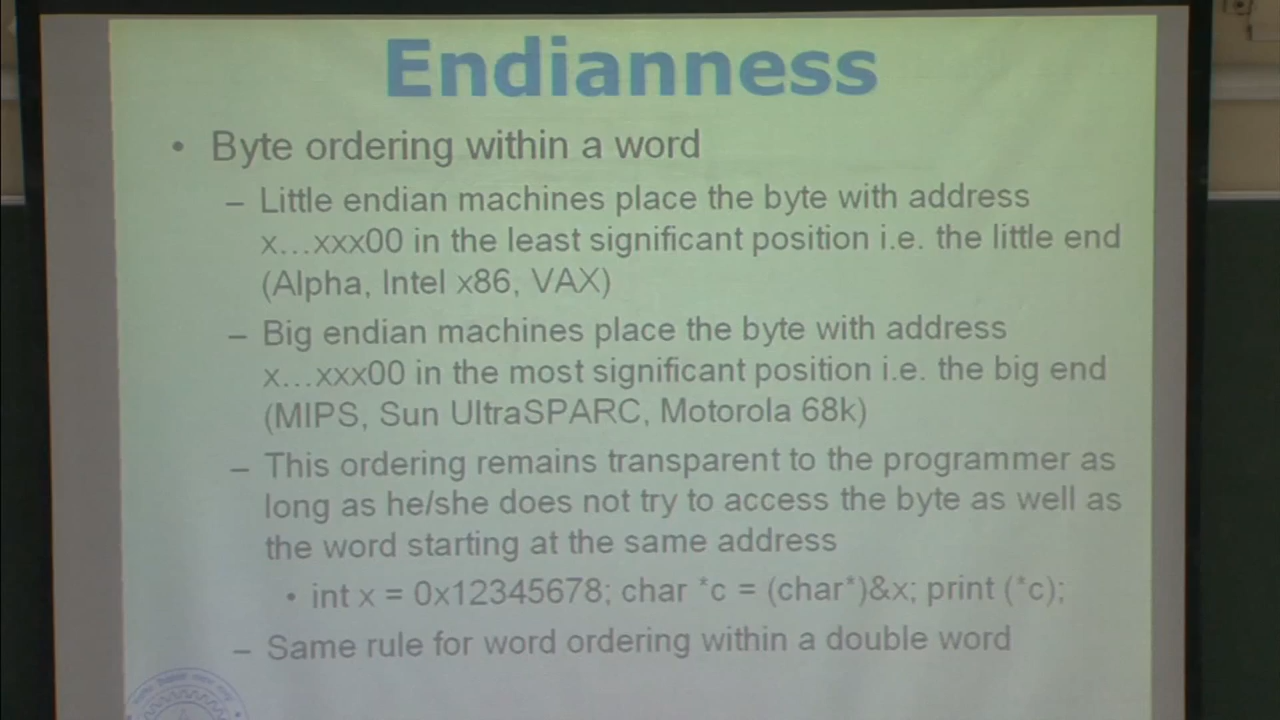 Endianness
• Byte ordering within a word
– Little endian machines place the byte with address
x...xxx00 in the least significant position i.e. the little end
(Alpha, Intel x86, VAX)
– Big endian machines place the byte with address
x...xxx00 in the most significant position i.e. the big end
(MIPS, Sun UltraSPARC, Motorola 68k)
– This ordering remains transparent to the programmer as
long as he/she does not try to access the byte as well as
the word starting at the same address
• int x = 0x12345678; char *c = (char*)&x; print (*c);
– Same rule for word ordering within a double word